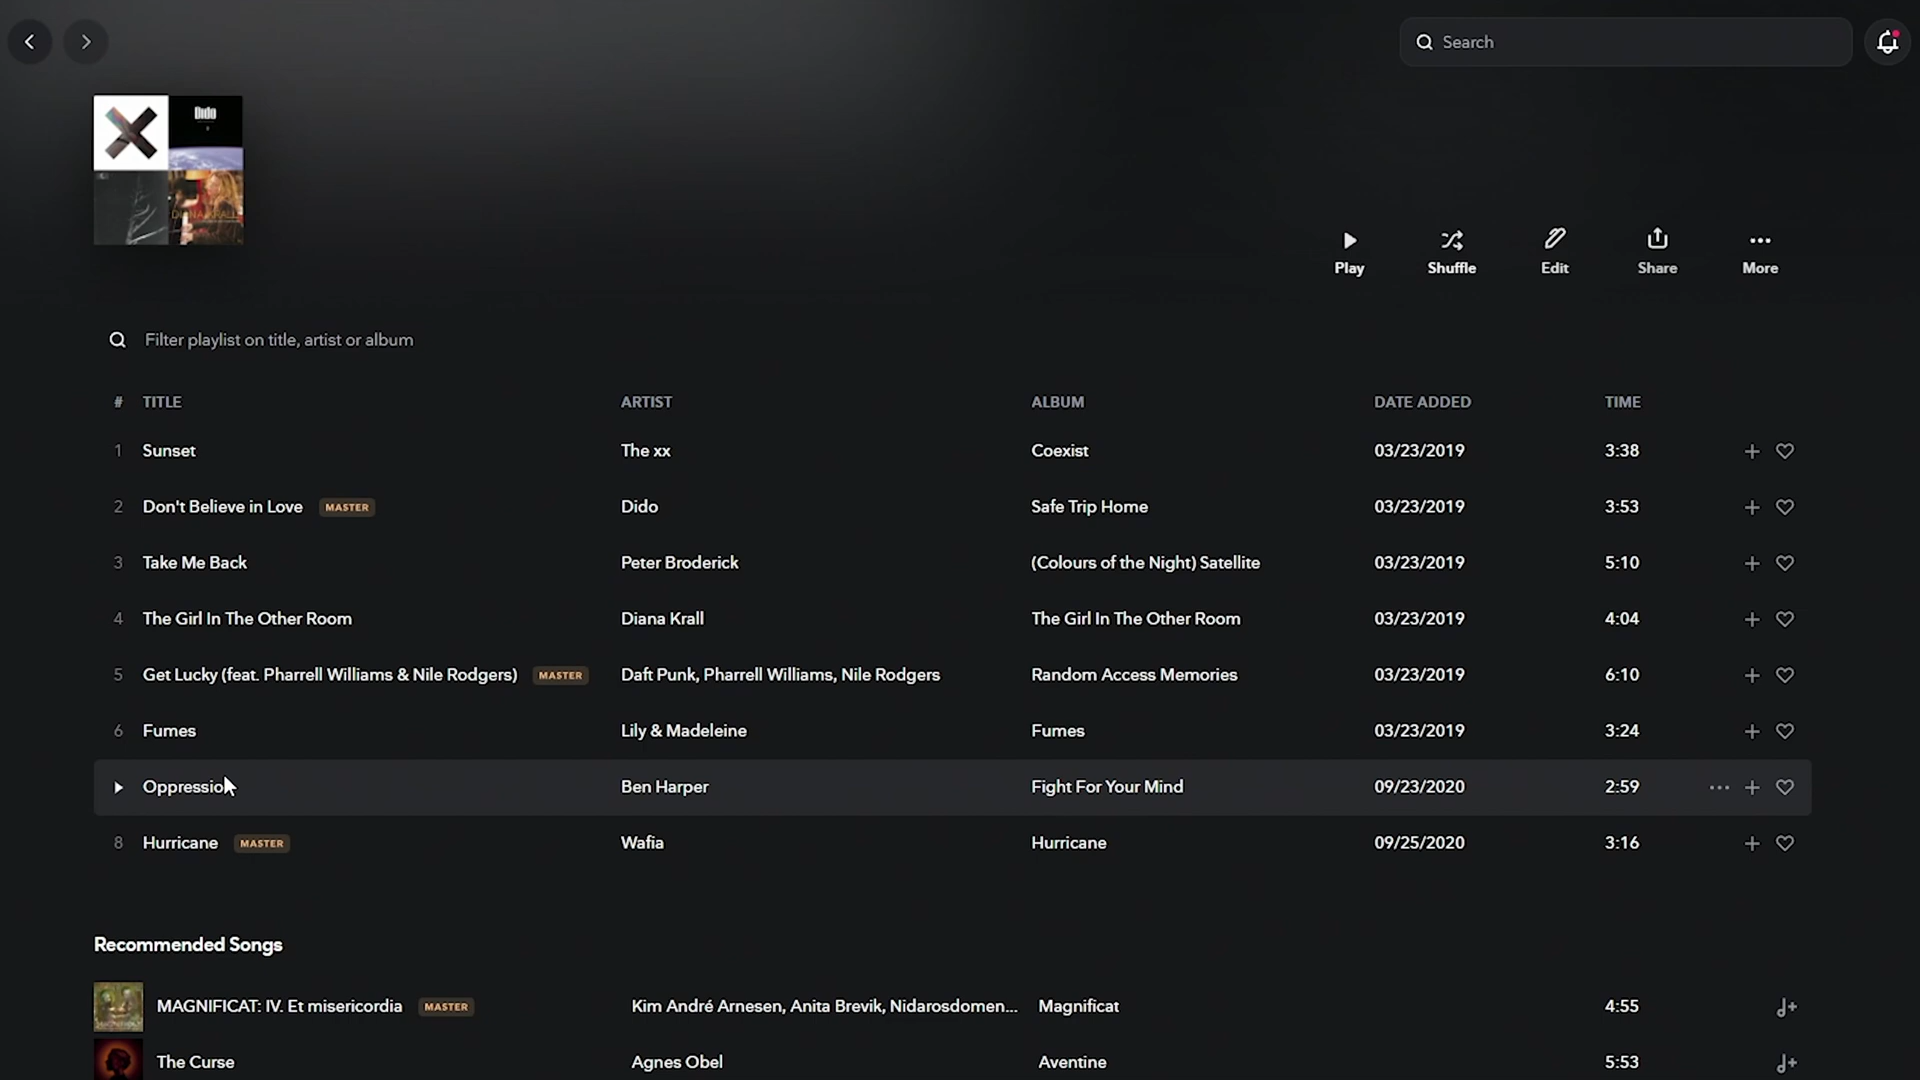 Search
Dido
DIANA KRALL
Play Shuffle Edit Share More
Filter playlist on title, artist or album
# TITLE ARTIST ALBUM DATE ADDED TIME
1 Sunset The xx Coexist 03/23/2019 3:38
2 Don't Believe in Love MASTER Dido Safe Trip Home 03/23/2019 3:53
3 Take Me Back Peter Broderick (Colours of the Night) Satellite 03/23/2019 5:10
4 The Girl In The Other Room Diana Krall The Girl In The Other Room 03/23/2019 4:04
5 Get Lucky (feat. Pharrell Williams & Nile Rodgers) MASTER Daft Punk, Pharrell Williams, Nile Rodgers Random Access Memories 03/23/2019 6:10
6 Fumes Lily & Madeleine Fumes 03/23/2019 3:24
Oppression Ben Harper Fight For Your Mind 09/23/2020 2:59
8 Hurricane MASTER Wafia Hurricane 09/25/2020 3:16
Recommended Songs
MAGNIFICAT: IV. Et misericordia MASTER Kim André Arnesen, Anita Brevik, Nidarosdomen... Magnificat 4:55
The Curse Agnes Obel Aventine 5:53